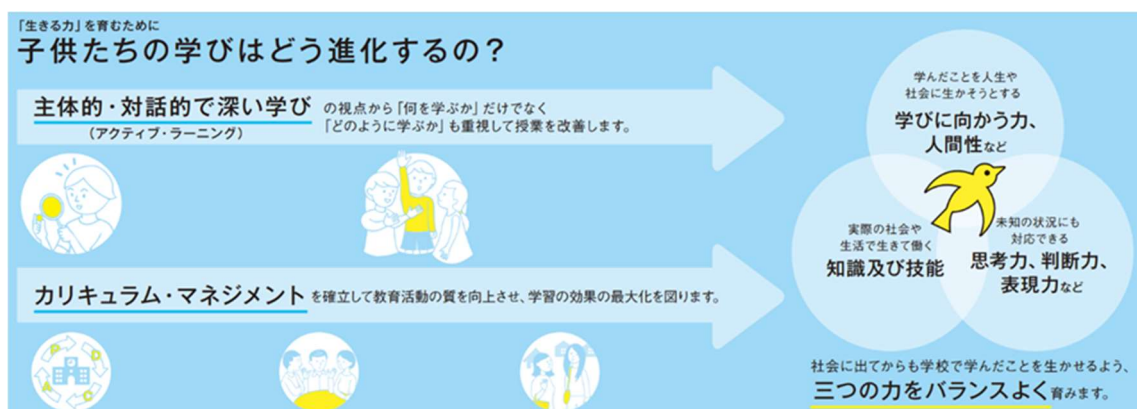 「生きる力」を育むために
子供たちの学びはどう進化するの？
主体的・対話的で深い学び
（アクティブ・ラーニング）
の視点から「何を学ぶか」だけでなく
「どのように学ぶか」も重視して授業を改善します。
カリキュラム・マネジメント を確立して教育活動の質を向上させ、学習の効果の最大化を図ります。
P
D
C
A
学んだことを人生や
社会に生かそうとする
学びに向かう力、
人間性など
実際の社会や
生活で生きて働く
知識及び技能
未知の状況にも
対応できる
思考力、判断力、
表現力など
社会に出てからも学校で学んだことを生かせるよう、
三つの力をバランスよく育みます。